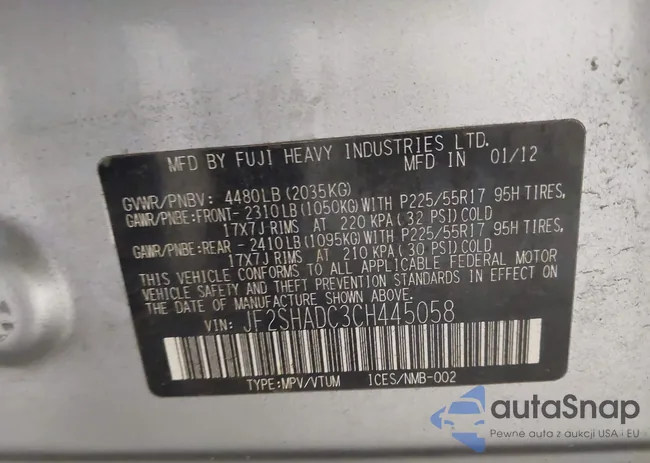 MFD BY FUJI HEAVY INDUSTRIES LTD.
MFD IN 01/12
GVWR/PNBV: 4480LB(2035KG)
GAWR/PNBE:FRONT-2310LB(1050KG)WITH P225/55R17 95H TIRES,
17X7J RIMS AT 220 KPA(32 PSI)COLD
GAWR/PNBE:REAR -2410LB(1095KG)WITH P225/55R17 95H TIRES,
17X7J RIMS AT 210 KPA(30 PSI)COLD
THIS VEHICLE CONFORMS TO ALL APPLICABLE FEDERAL MOTOR
VEHICLE SAFETY AND THEFT PREVENTION STANDARDS IN EFFECT ON
THE DATE OF MANUFACTURE SHOWN ABOVE.
VIN: JF2SHADC3CH445058
TYPE:MPV/VTUM ICES/NMB-002
autaSnap
Pewne auta z aukcji USA i EU